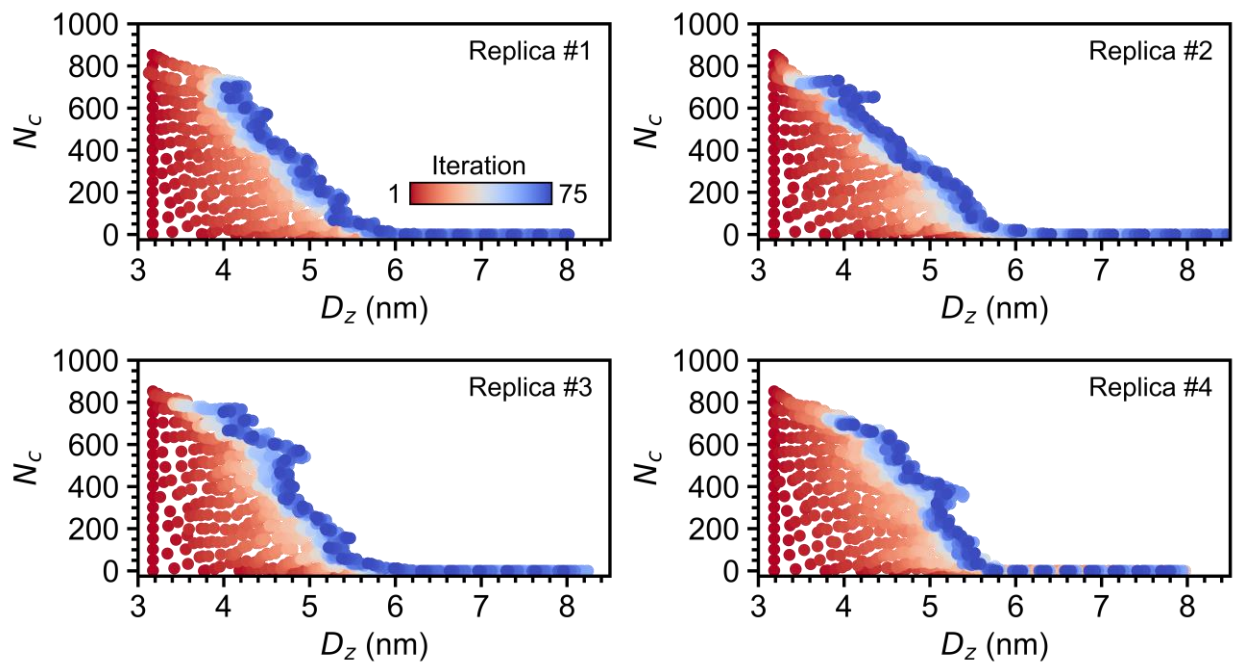 1000
800
600
400
200
0
N_c
Replica #1
Iteration
1 75
3 4 5 6 7 8
D_z (nm)
1000
800
600
400
200
0
N_c
Replica #2
3 4 5 6 7 8
D_z (nm)
1000
800
600
400
200
0
N_c
Replica #3
3 4 5 6 7 8
D_z (nm)
1000
800
600
400
200
0
N_c
Replica #4
3 4 5 6 7 8
D_z (nm)